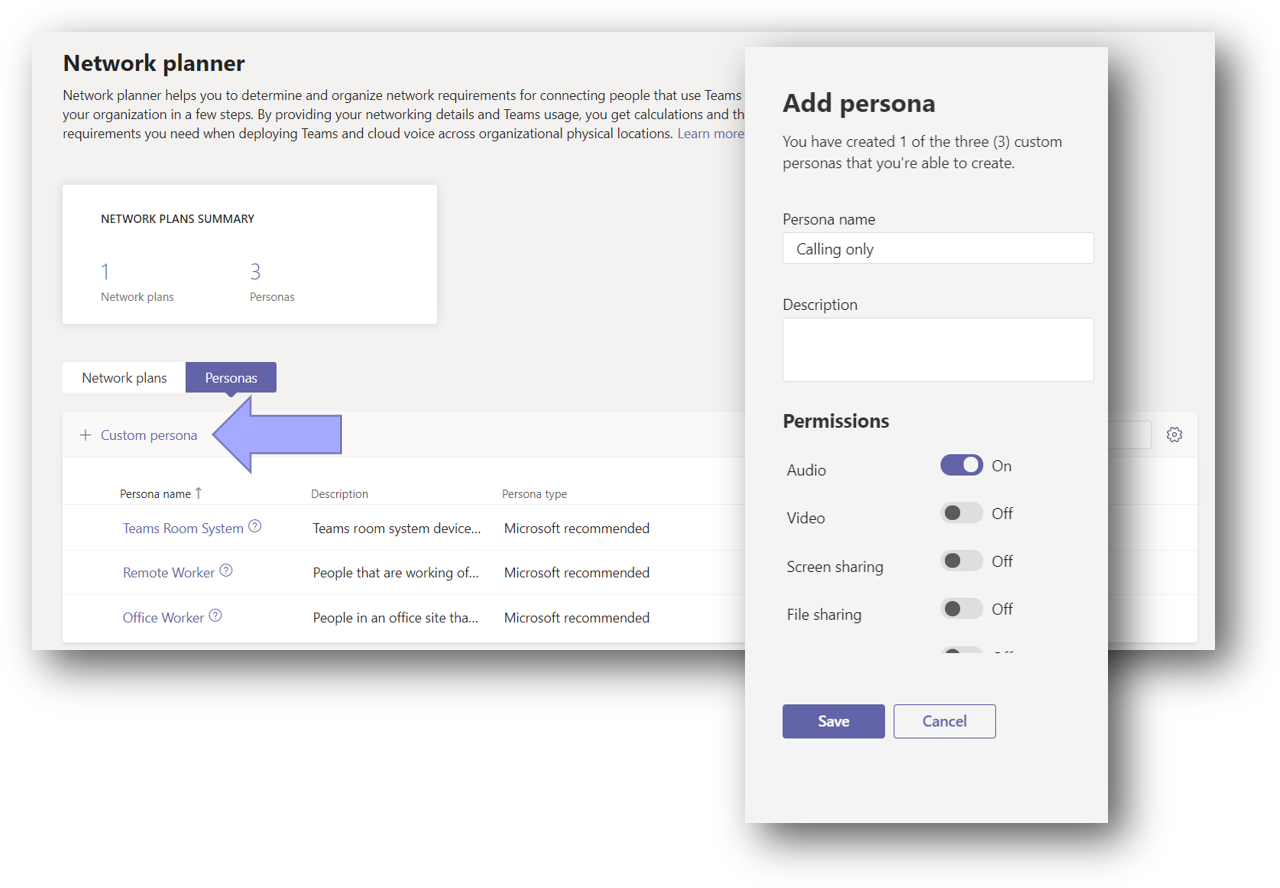 Network planner
Network planner helps you to determine and organize network requirements for connecting people that use Teams
your organization in a few steps. By providing your networking details and Teams usage, you get calculations and th
requirements you need when deploying Teams and cloud voice across organizational physical locations. Learn more
NETWORK PLANS SUMMARY
1 3
Network plans Personas
Network plans Personas
+ Custom persona
Persona name ↑ Description Persona type
Teams Room System ? Teams room system device... Microsoft recommended
Remote Worker ? People that are working of... Microsoft recommended
Office Worker ? People in an office site tha... Microsoft recommended
Add persona
You have created 1 of the three (3) custom
personas that you're able to create.
Persona name
Calling only
Description
Permissions
Audio On
Video Off
Screen sharing Off
File sharing Off
Save Cancel